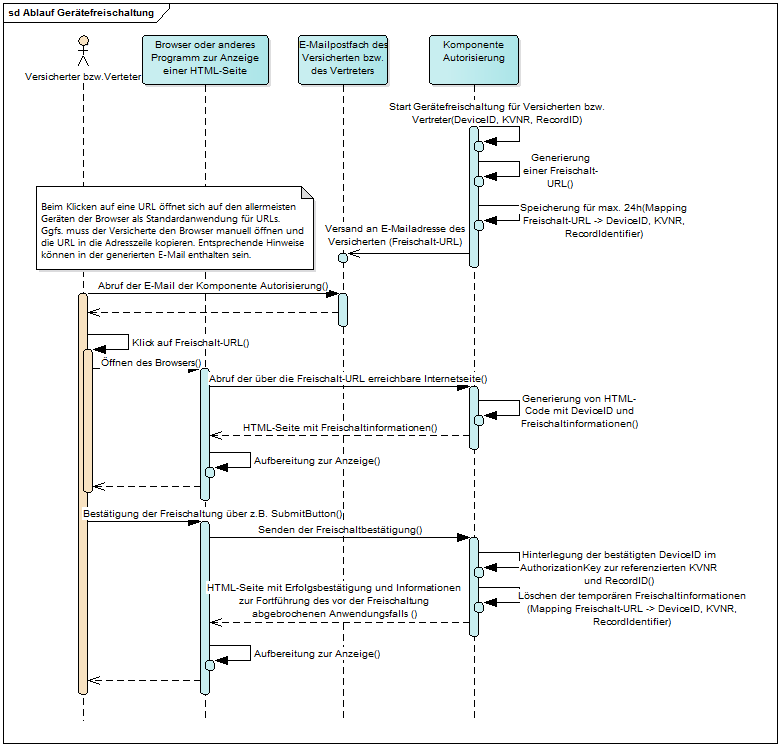 sd Ablauf Gerätefreischaltung
Versicherter bzw.Verteter
Browser oder anderes
Programm zur Anzeige
einer HTML-Seite
E-Mailpostfach des
Versicherten bzw.
des Vertreters
Komponente
Autorisierung
Start Gerätefreischaltung für Versicherten bzw.
Vertreter(DeviceID, KVNR, RecordID)
Generierung
einer Freischalt-
URL()
Speicherung für max. 24h(Mapping
Freischalt-URL -> DeviceID, KVNR,
RecordIdentifier)
Beim Klicken auf eine URL öffnet sich auf den allermeisten
Geräten der Browser als Standardanwendung für URLs.
Ggfs. muss der Versicherte den Browser manuell öffnen und
die URL in die Adresszeile kopieren. Entsprechende Hinweise
können in der generierten E-Mail enthalten sein.
Versand an E-Mailadresse des
Versicherten (Freischalt-URL)
Abruf der E-Mail der Komponente Autorisierung()
Klick auf Freischalt-URL()
Öffnen des Browsers()
Abruf der über die Freischalt-URL erreichbare Internetseite()
Generierung von HTML-
Code mit DeviceID und
Freischaltinformationen()
HTML-Seite mit Freischaltinformationen()
Aufbereitung zur Anzeige()
Bestätigung der Freischaltung über z.B. SubmitButton()
Senden der Freischaltbestätigung()
Hinterlegung der bestätigten DeviceID im
AuthorizationKey zur referenzierten KVNR
und RecordID()
HTML-Seite mit Erfolgsbestätigung und Informationen
zur Fortführung des vor der Freischaltung
abgebrochenen Anwendungsfalls ()
Löschen der temporären Freischaltinformationen
(Mapping Freischalt-URL -> DeviceID, KVNR,
RecordIdentifier)
Aufbereitung zur Anzeige()